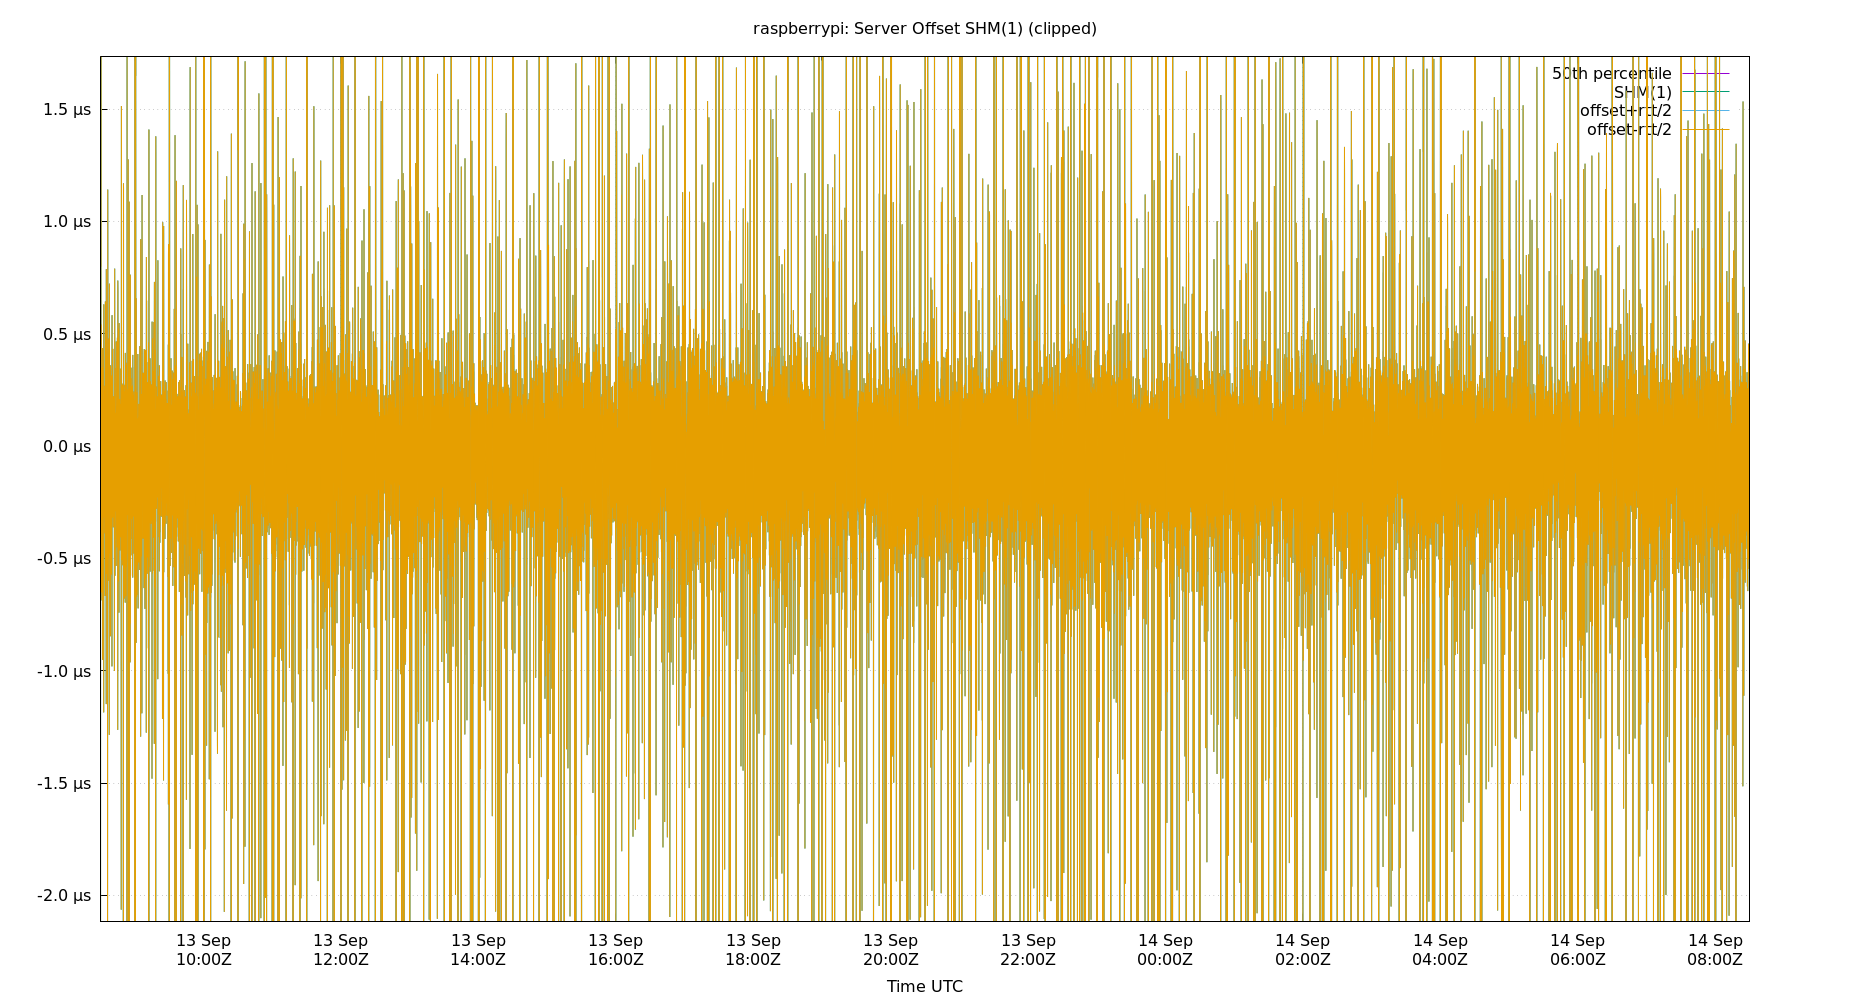 raspberrypi: Server Offset SHM(1) (clipped)
50th percentile
SHM(1)
offset+rtt/2
offset-rtt/2
1.5 µs
1.0 µs
0.5 µs
0.0 µs
-0.5 µs
-1.0 µs
-1.5 µs
-2.0 µs
13 Sep 13 Sep 13 Sep 13 Sep 13 Sep 13 Sep 13 Sep 14 Sep 14 Sep 14 Sep 14 Sep 14 Sep
10:00Z 12:00Z 14:00Z 16:00Z 18:00Z 20:00Z 22:00Z 00:00Z 02:00Z 04:00Z 06:00Z 08:00Z
Time UTC